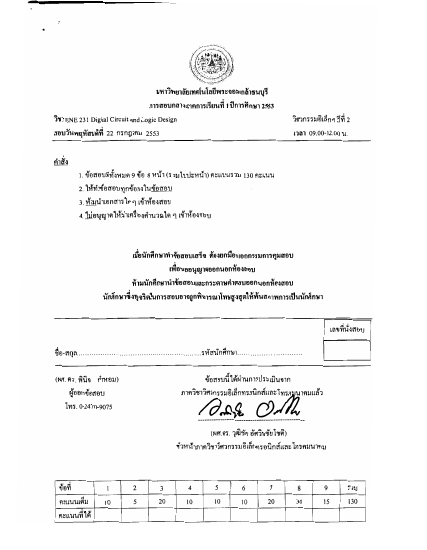 มหาวิทยาลัยเทคโนโลยีพระจอมเกล้าธนบุรี
การสอบกลางภาคการเรียนที่ 1 ปีการศึกษา 2553
วิชา ENE 231 Digital Circuit and Logic Design วิศวกรรมอิเล็กฯ ปีที่ 2
สอบวันพฤหัสบดีที่ 22 กรกฎาคม 2553 เวลา 09.00-12.00 น.
คำสั่ง
1. ข้อสอบมีทั้งหมด 9 ข้อ 8 หน้า (รวมใบปะหน้า) คะแนนรวม 130 คะแนน
2. ให้ทำข้อสอบทุกข้อลงในข้อสอบ
3. ห้ามนำเอกสารใด ๆ เข้าห้องสอบ
4. ไม่อนุญาตให้นำเครื่องคำนวณใด ๆ เข้าห้องสอบ
เมื่อนักศึกษาทำข้อสอบเสร็จ ต้องยกมือบอกกรรมการคุมสอบ
เพื่อขออนุญาตออกนอกห้องสอบ
ห้ามนักศึกษานำข้อสอบและกระดาษคำตอบออกนอกห้องสอบ
นักศึกษาซึ่งทุจริตในการสอบอาจถูกพิจารณาโทษสูงสุดให้พ้นสภาพการเป็นนักศึกษา
เลขที่นั่งสอบ
ชื่อ-สกุล รหัสนักศึกษา
(ผศ. ดร. พินิจ กำหอม) ข้อสอบนี้ได้ผ่านการประเมินจาก
ผู้ออกข้อสอบ ภาควิชาวิศวกรรมอิเล็กทรอนิกส์และโทรคมนาคมแล้ว
โทร. 0-2470-9075
(ผศ.ดร. วุฒิชัย อัศวินชัยโชติ)
หัวหน้าภาควิชาวิศวกรรมอิเล็กทรอนิกส์และโทรคมนาคม
ข้อที่ 1 2 3 4 5 6 7 8 9 รวม
คะแนนเต็ม 10 5 20 10 10 10 20 30 15 130
คะแนนที่ได้